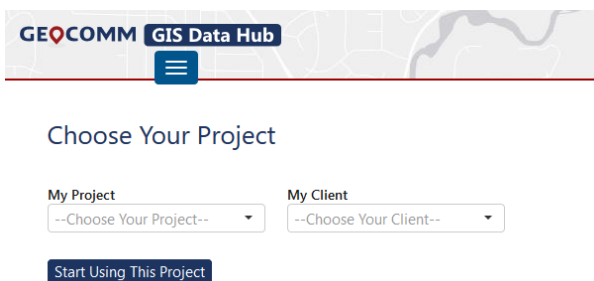 GEOCOMM GIS Data Hub
Choose Your Project
My Project My Client
--Choose Your Project-- --Choose Your Client--
Start Using This Project